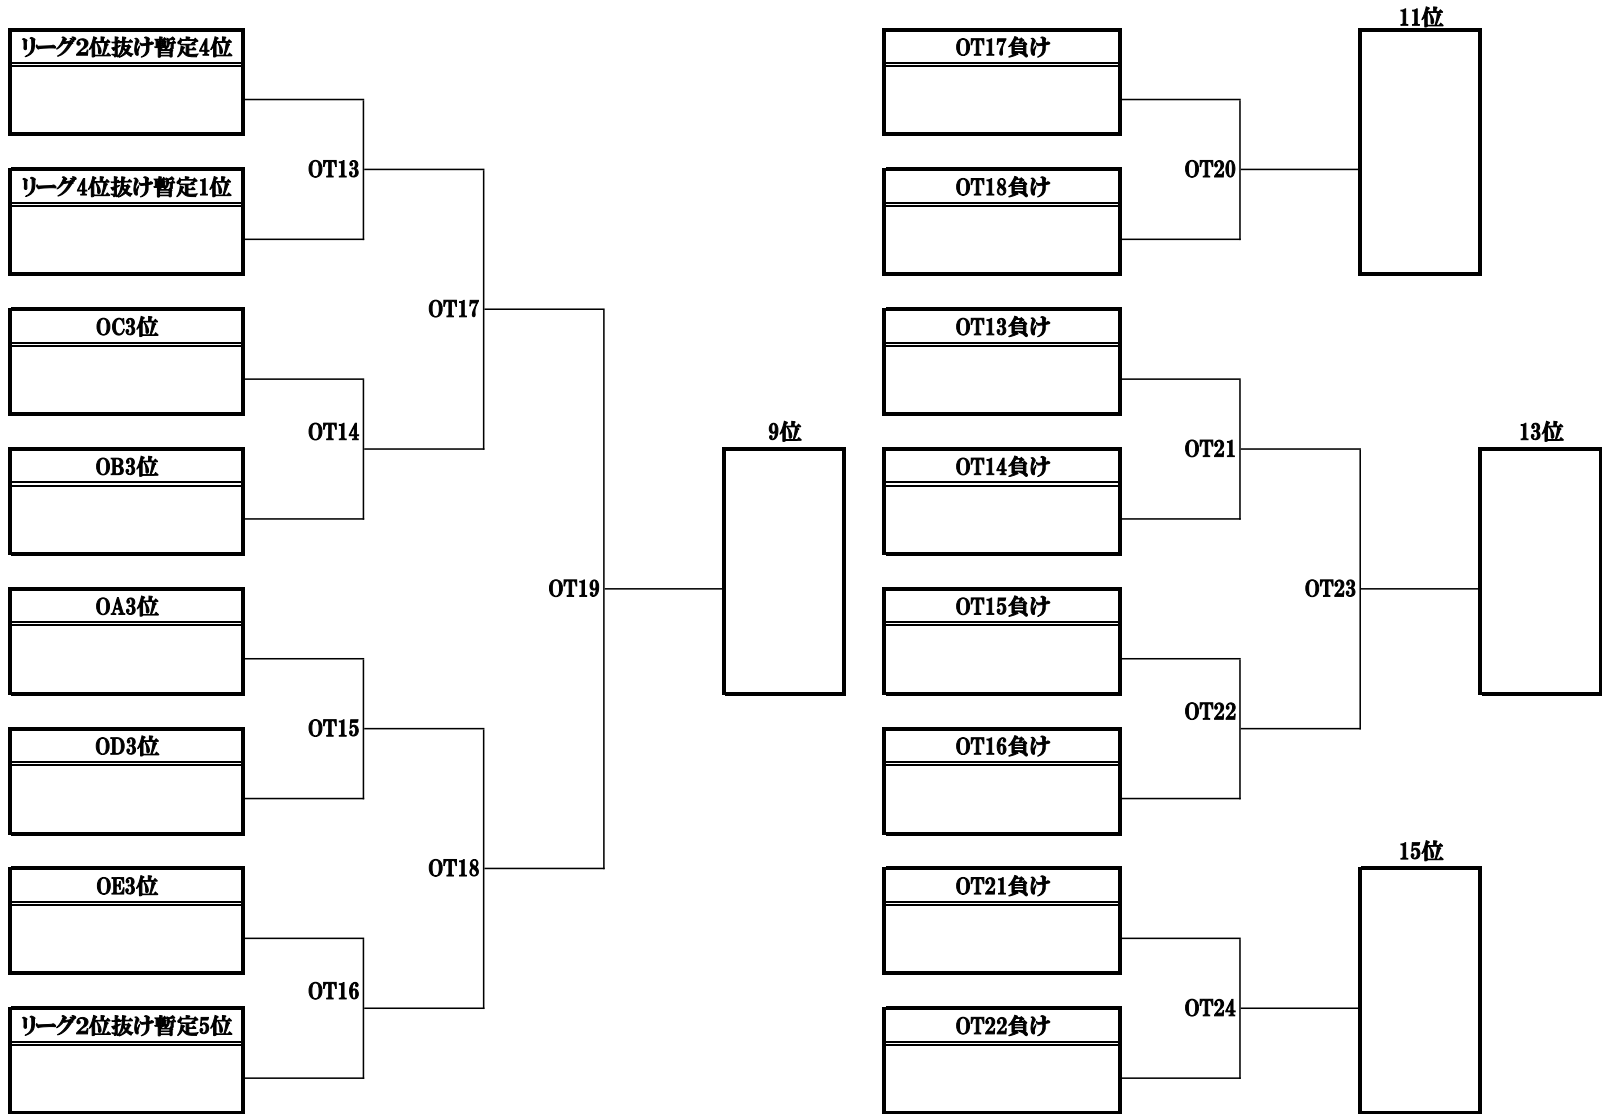 リーグ2位抜け暫定4位
OT13
リーグ4位抜け暫定1位
OT17
OC3位
OT14
OB3位
9位
OT19
OA3位
OT15
OD3位
OT18
OE3位
OT16
リーグ2位抜け暫定5位
11位
OT17負け
OT20
OT18負け
OT13負け
OT21
OT14負け
13位
OT23
OT15負け
OT22
OT16負け
15位
OT21負け
OT24
OT22負け